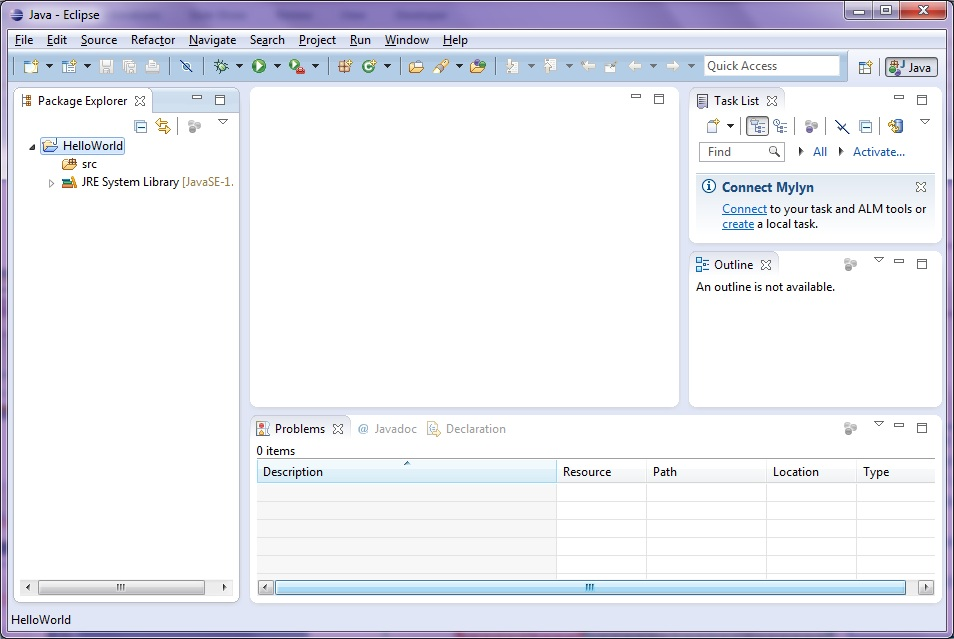 Java - Eclipse
File Edit Source Refactor Navigate Search Project Run Window Help
Quick Access
Java
Package Explorer
HelloWorld
src
JRE System Library [JavaSE-1.
Task List
Find
All
Activate...
Connect Mylyn
Connect to your task and ALM tools or
create a local task.
Outline
An outline is not available.
Problems
@ Javadoc
Declaration
0 items
Description Resource Path Location Type
HelloWorld